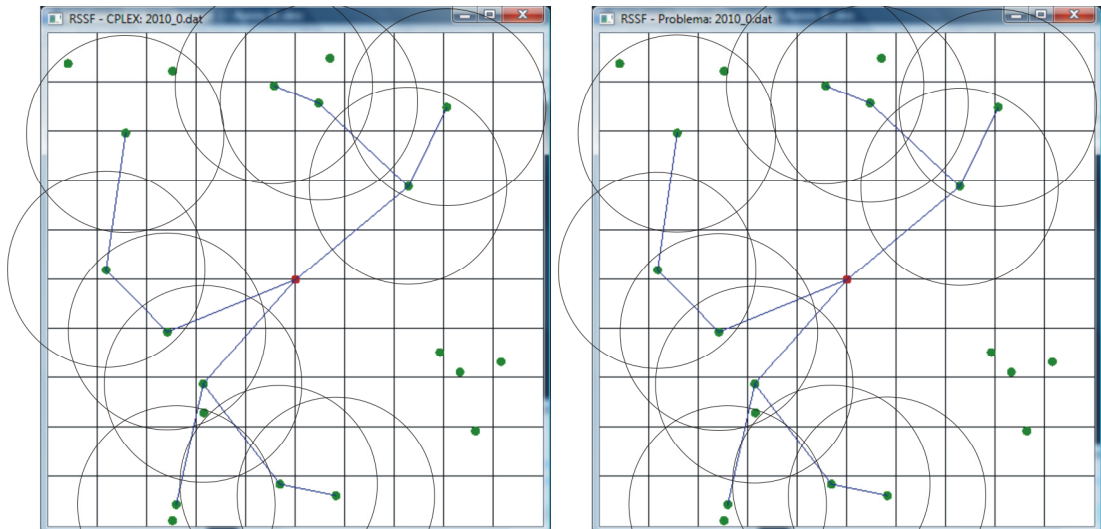 RSSF - CPLEX: 2010_0.dat
RSSF - Problema: 2010_0.dat